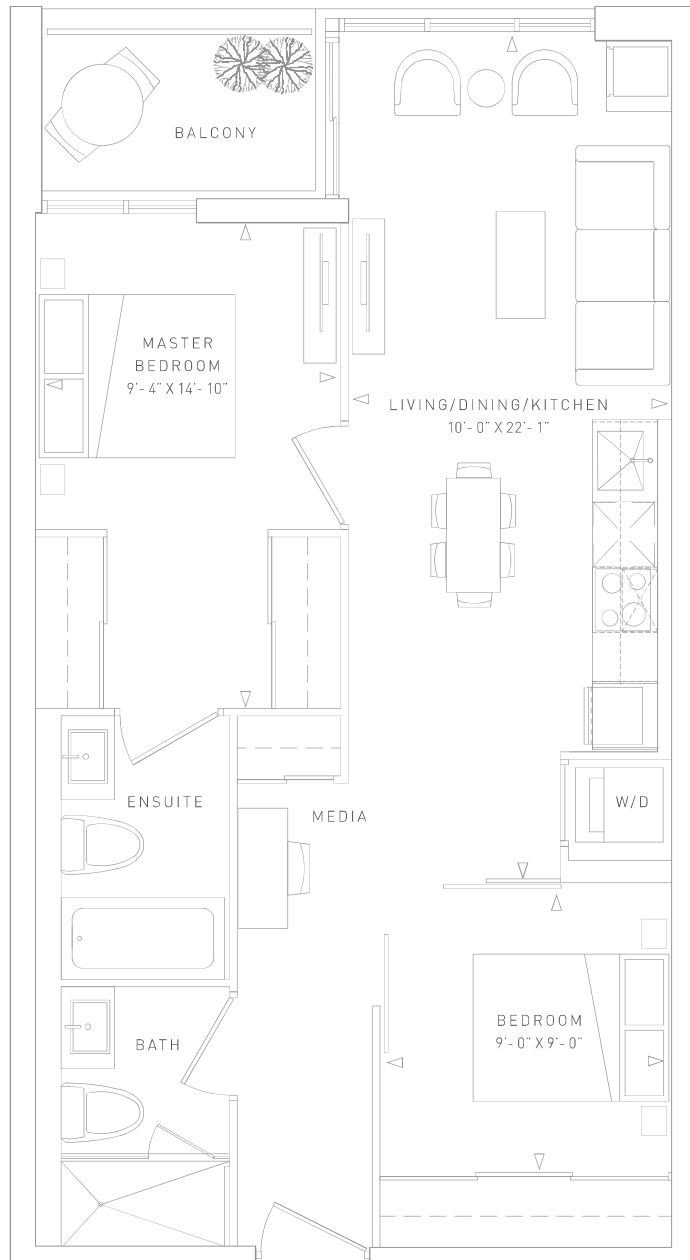 BALCONY
MASTER
BEDROOM
9'- 4" X 14'- 10"
LIVING/DINING/KITCHEN
10'- 0" X 22'- 1"
W/D
ENSUITE
MEDIA
BEDROOM
9'- 0" X 9'- 0"
BATH